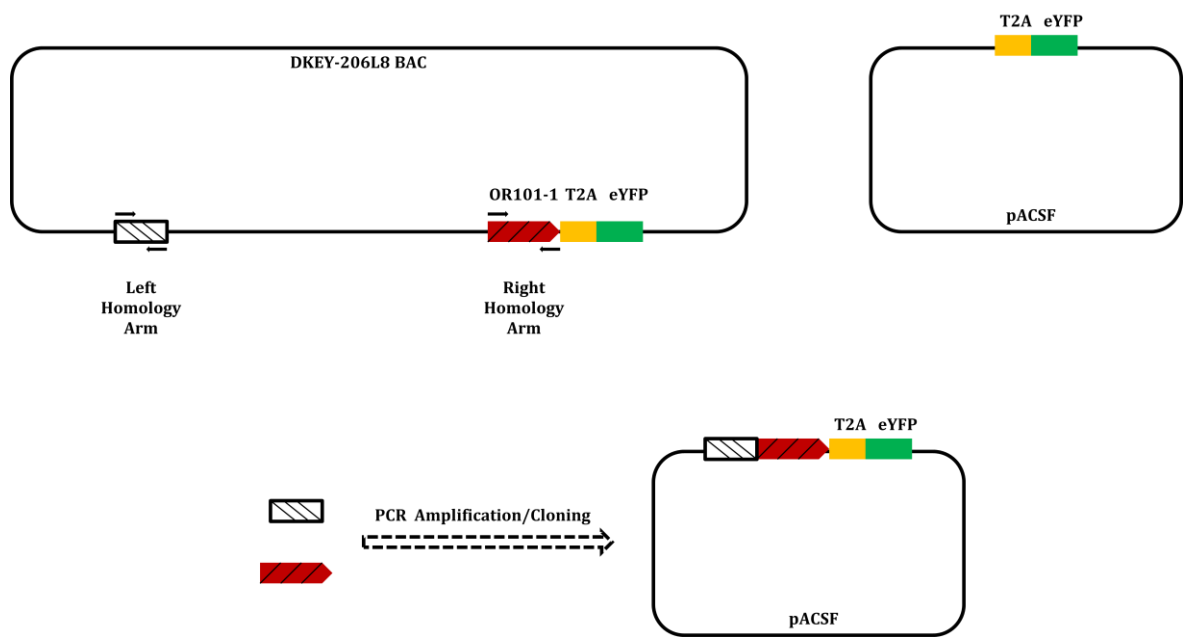 T2A eYFP
DKEY-206L8 BAC
OR101-1 T2A eYFP
pACSF
Left
Homology
Arm
Right
Homology
Arm
T2A eYFP
PCR Amplification/Cloning
pACSF